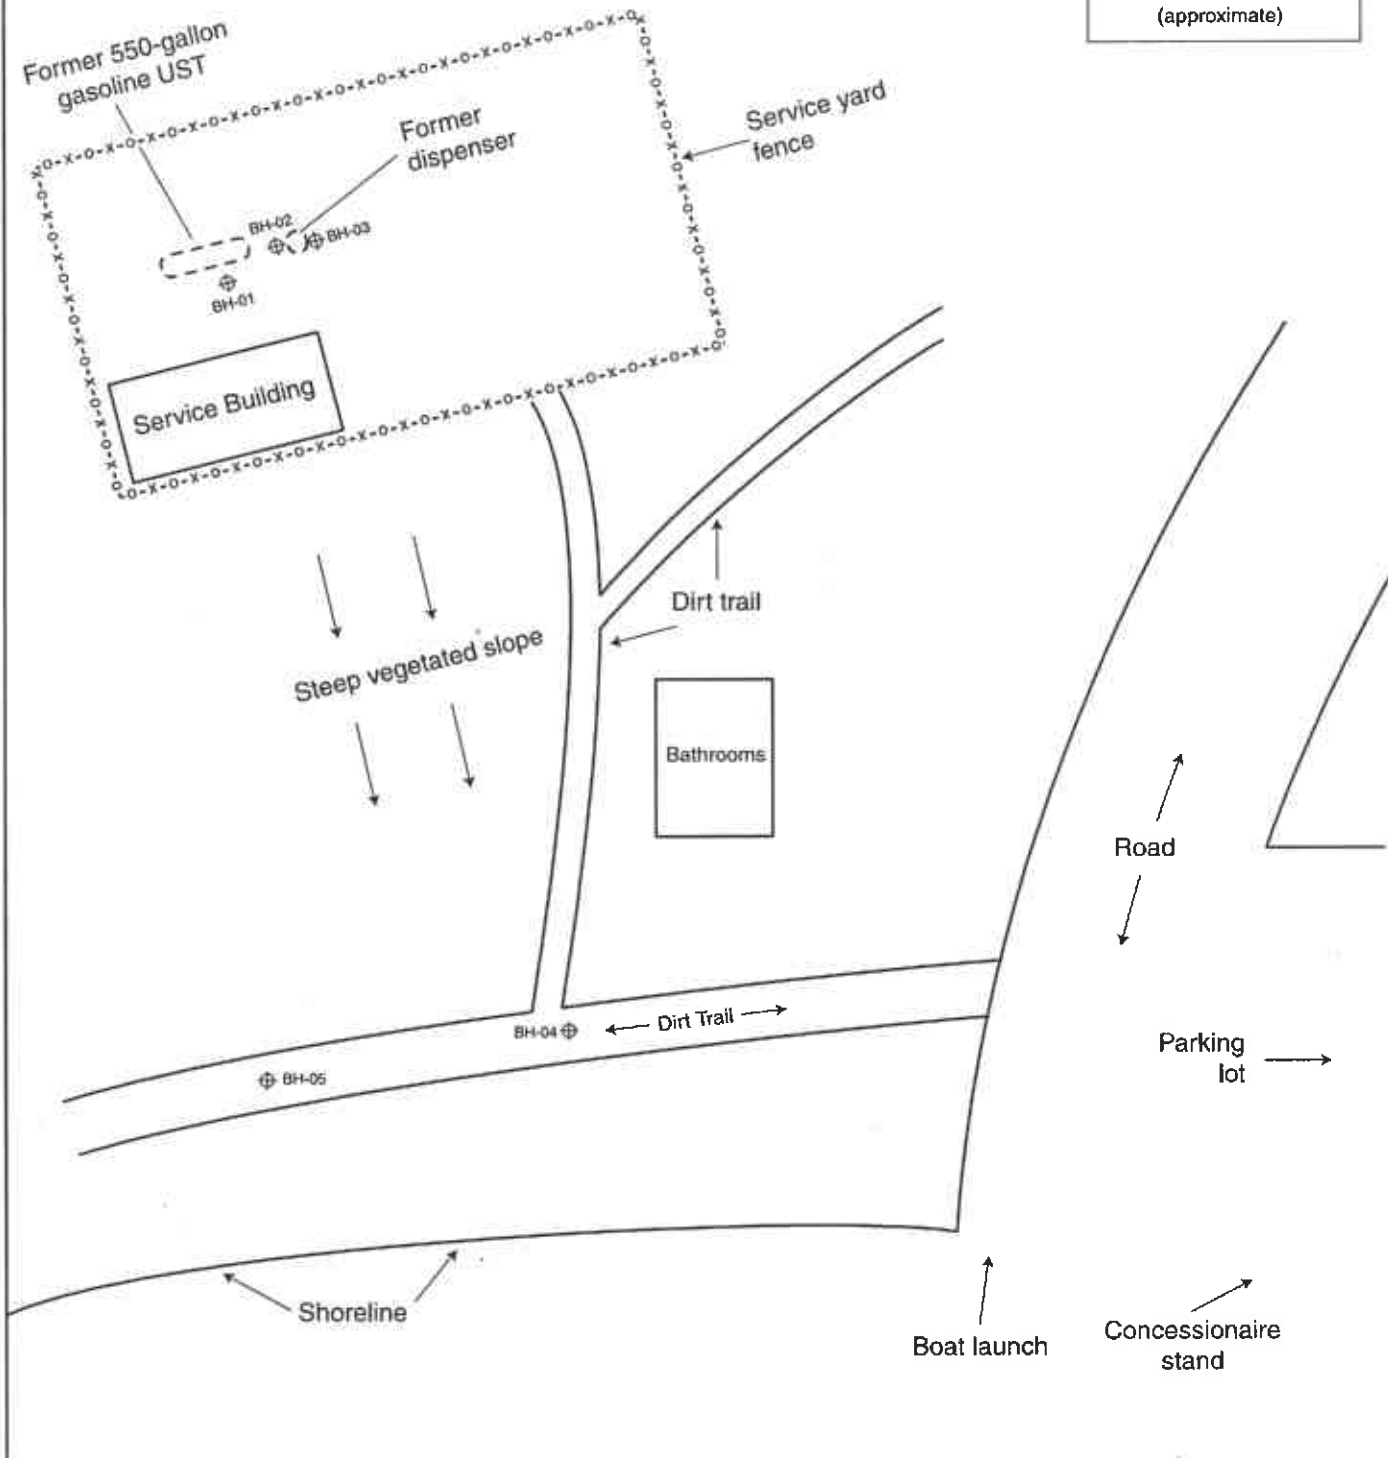 (approximate)
Former 550-gallon
gasoline UST
Former
dispenser
Service yard
fence
BH-02
BH-03
BH-01
Service Building
Dirt trail
Steep vegetated slope
Bathrooms
Road
BH-04
Dirt Trail
Parking
lot
BH-05
Shoreline
Boat launch
Concessionaire
stand